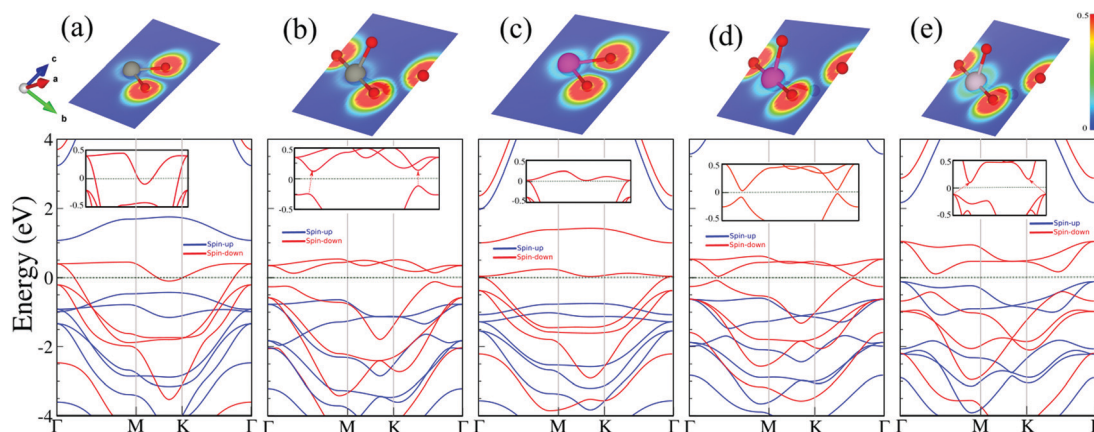 (a) (b) (c) (d) (e)
c
a
b
0.5
0
Energy (eV)
4
2
0
-2
-4
0.5
0
-0.5
0.5
0
-0.5
0.5
0
-0.5
0.5
0
-0.5
0.5
0
-0.5
Spin-up
Spin-down
Spin-up
Spin-down
Spin-up
Spin-down
Spin-up
Spin-down
Spin-up
Spin-down
Γ M K Γ
Γ M K Γ
Γ M K Γ
Γ M K Γ
Γ M K Γ